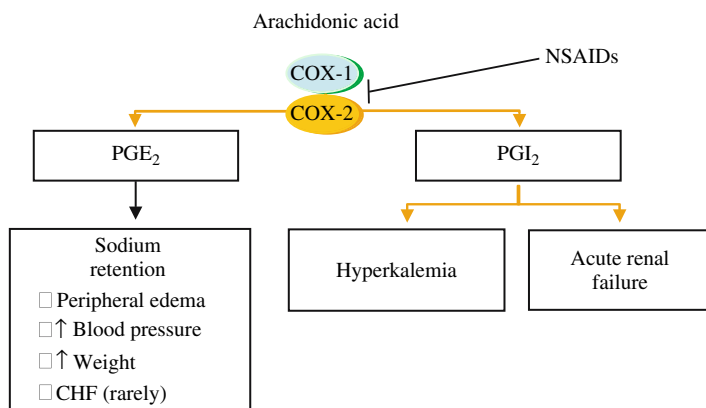 Arachidonic acid
NSAIDs
COX-1
COX-2
PGE₂
PGI₂
Sodium
retention
□ Peripheral edema
□↑ Blood pressure
□↑ Weight
□ CHF (rarely)
Hyperkalemia
Acute renal
failure